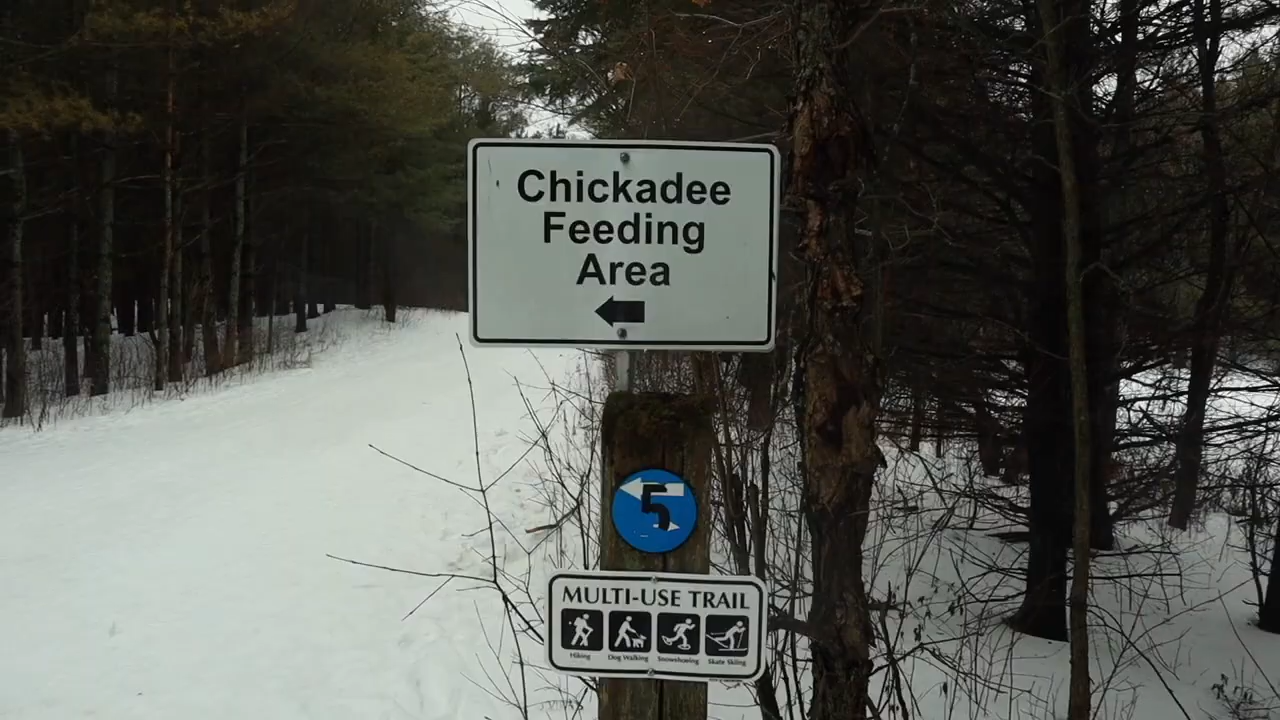 Chickadee
Feeding
Area
5
MULTI-USE TRAIL
Hiking Dog Walking Snowshoeing Skate Skiing